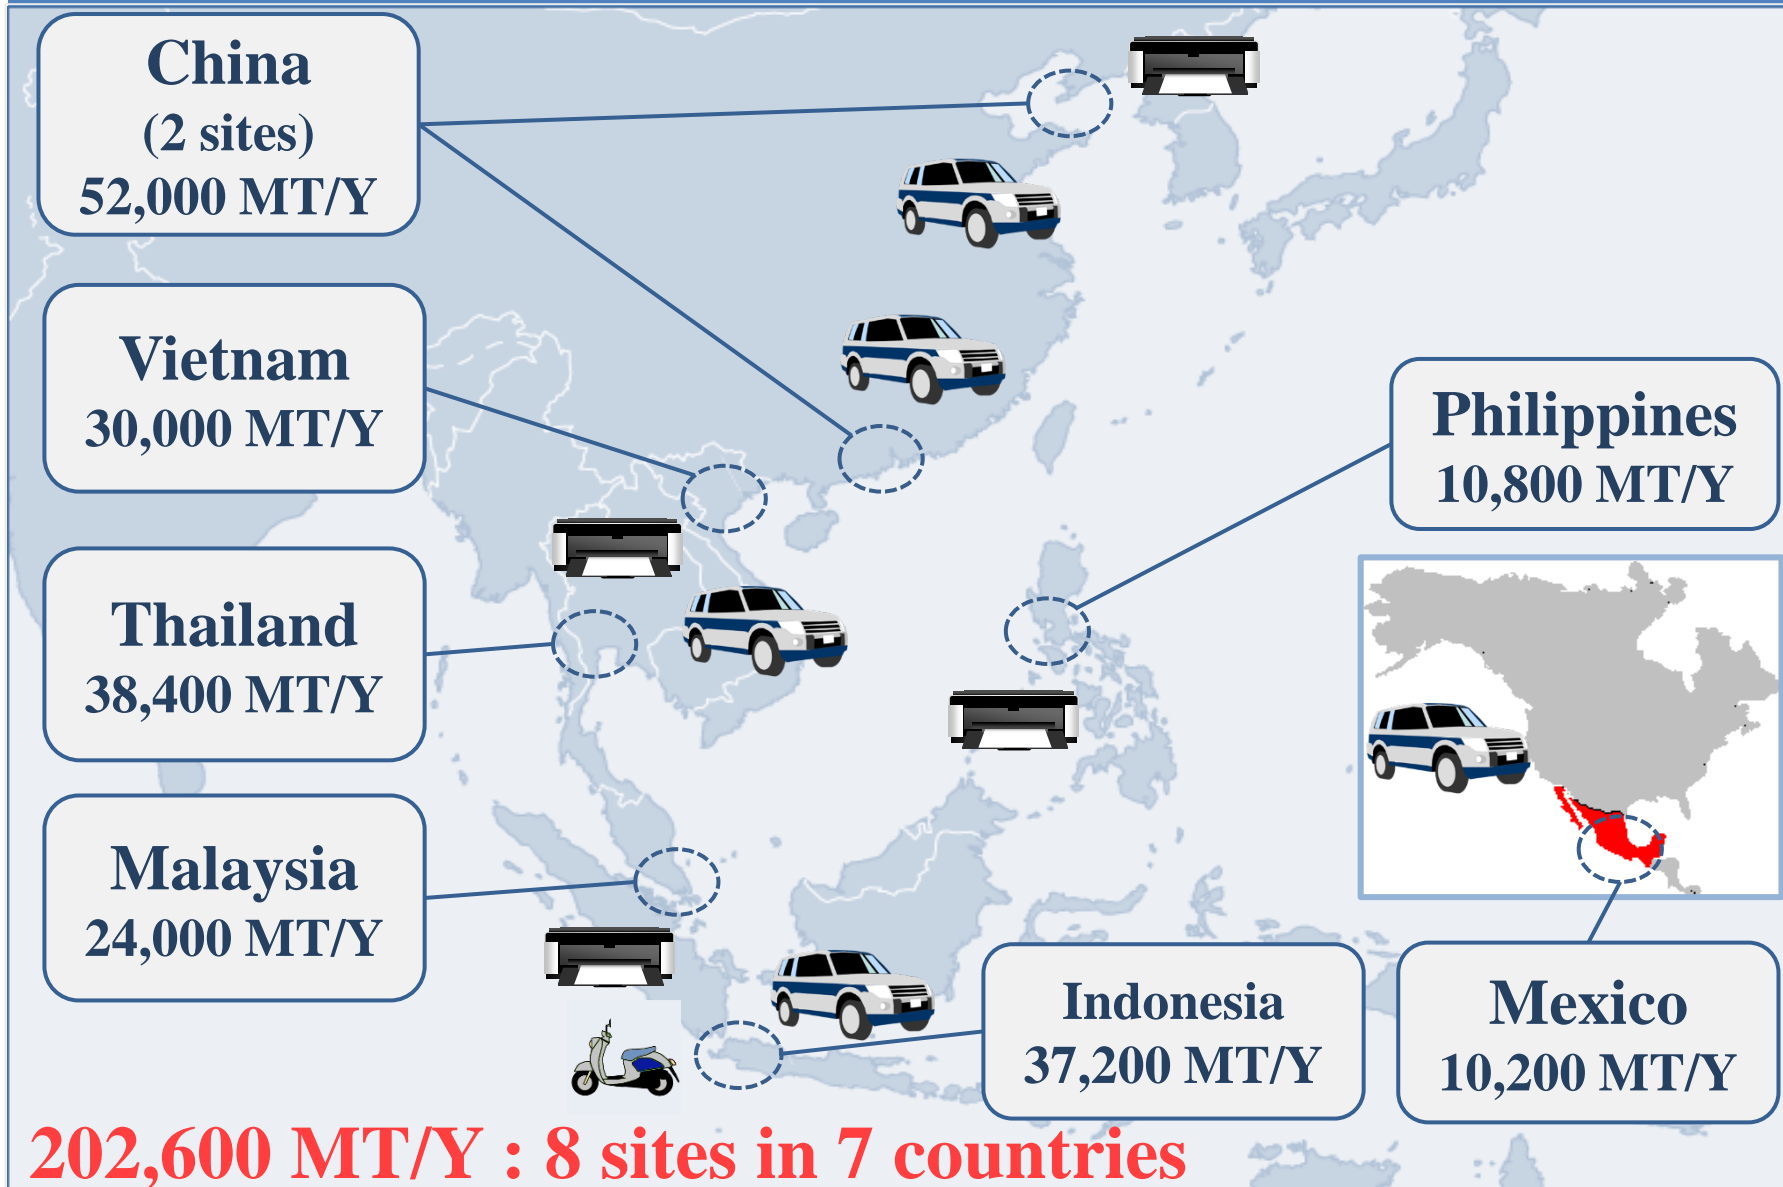 China
(2 sites)
52,000 MT/Y
Vietnam
30,000 MT/Y
Thailand
38,400 MT/Y
Malaysia
24,000 MT/Y
Philippines
10,800 MT/Y
Indonesia
37,200 MT/Y
Mexico
10,200 MT/Y
202,600 MT/Y : 8 sites in 7 countries